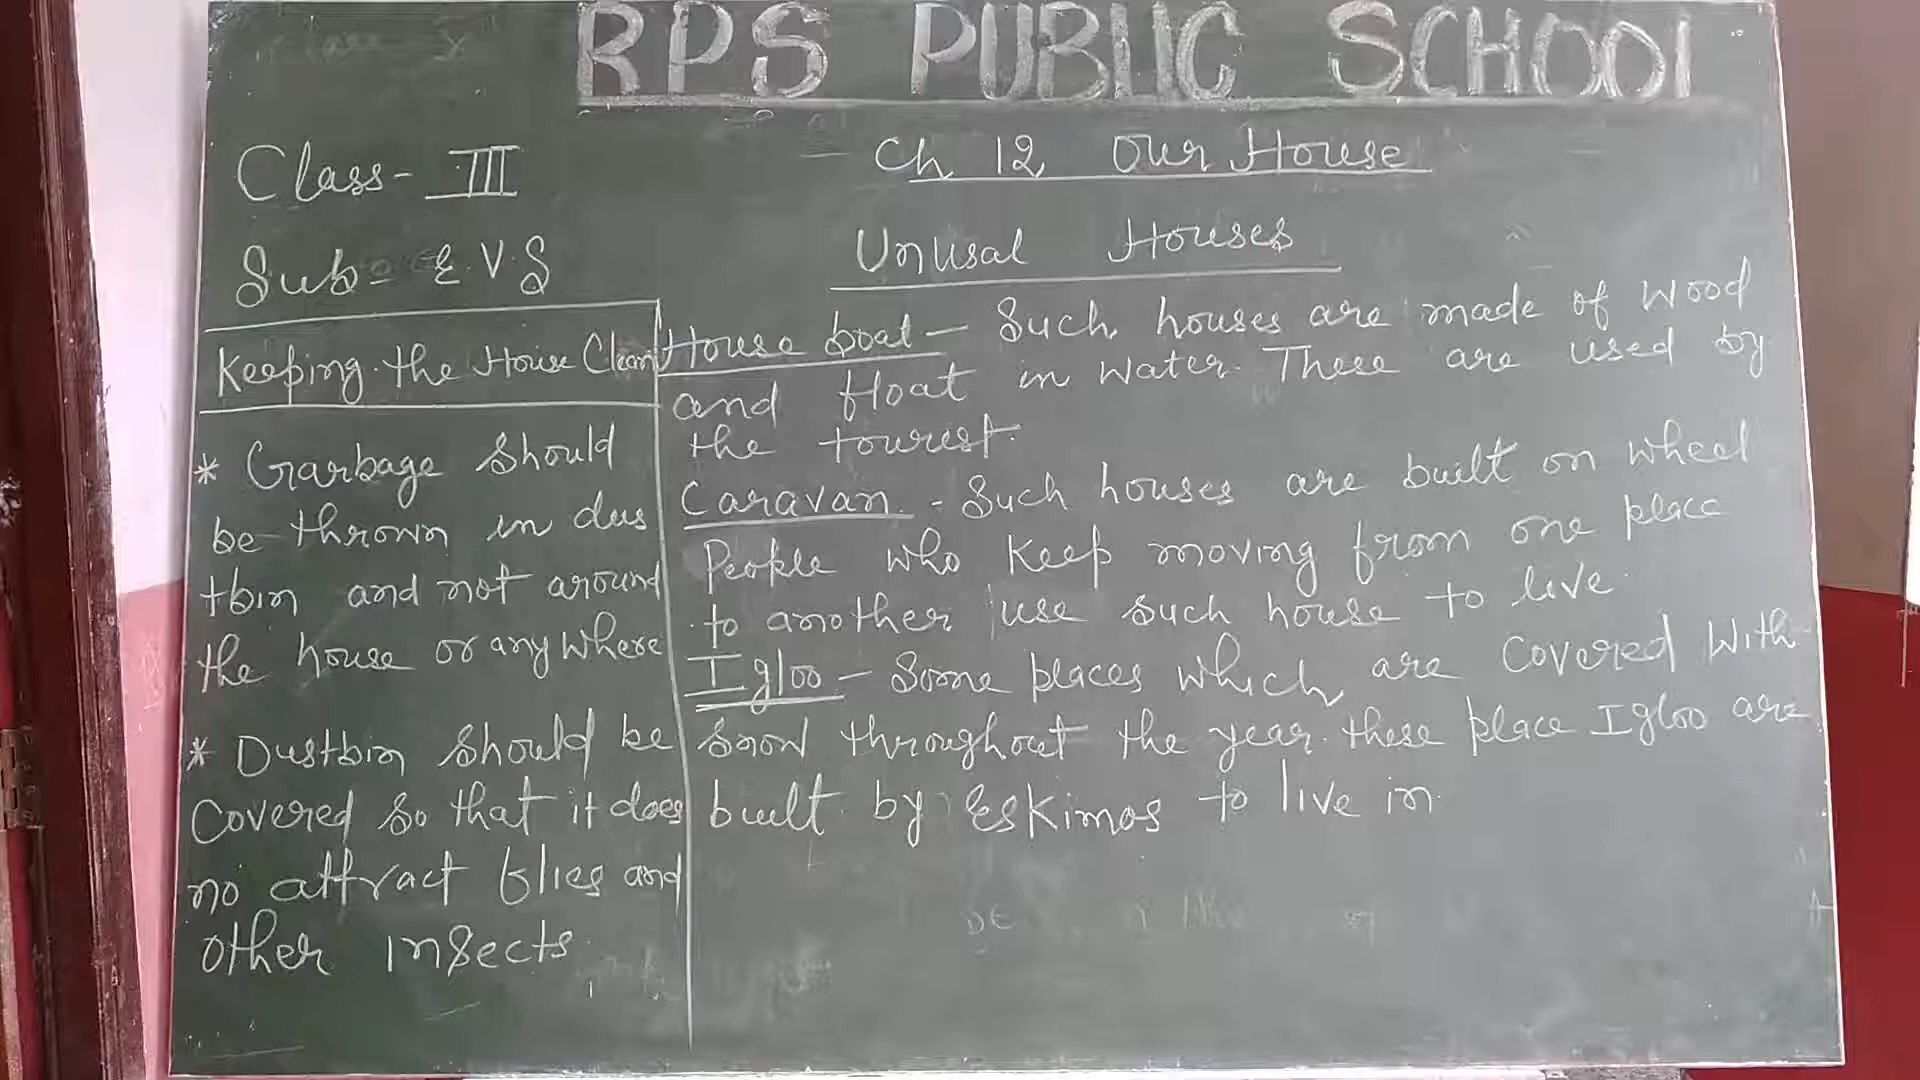 RPS PUBLIC SCHOOL
Class- III
Sub= E.V.S
Ch 12 Our House
Unusal Houses
Keeping the House Clean
* Garbage should
be thrown in dus
tbin and not around
the house or anywhere
* Dustbin should be
covered so that it does
no attract flies and
other insects.
House boat - Such houses are made of wood
and float in water. These are used by
the tourest.
Caravan - Such houses are built on wheel
People who keep moving from one place
to another use such house to live.
Igloo - Some places which are covered with
snow throughout the year. these place Igloo are
built by Eskimos to live in.